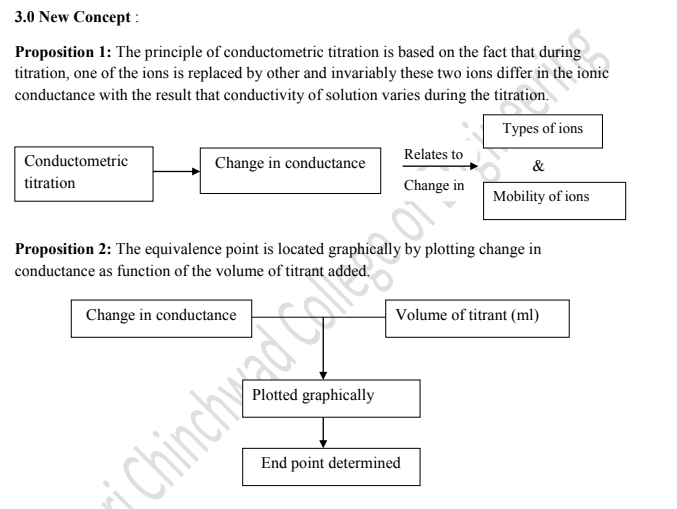 3.0 New Concept :
Proposition 1: The principle of conductometric titration is based on the fact that during
titration, one of the ions is replaced by other and invariably these two ions differ in the ionic
conductance with the result that conductivity of solution varies during the titration.
Conductometric
titration
Change in conductance
Relates to
Change in
Types of ions
&
Mobility of ions
Proposition 2: The equivalence point is located graphically by plotting change in
conductance as function of the volume of titrant added.
Change in conductance
Volume of titrant (ml)
Plotted graphically
End point determined
ri Chinchwad College of Engineering